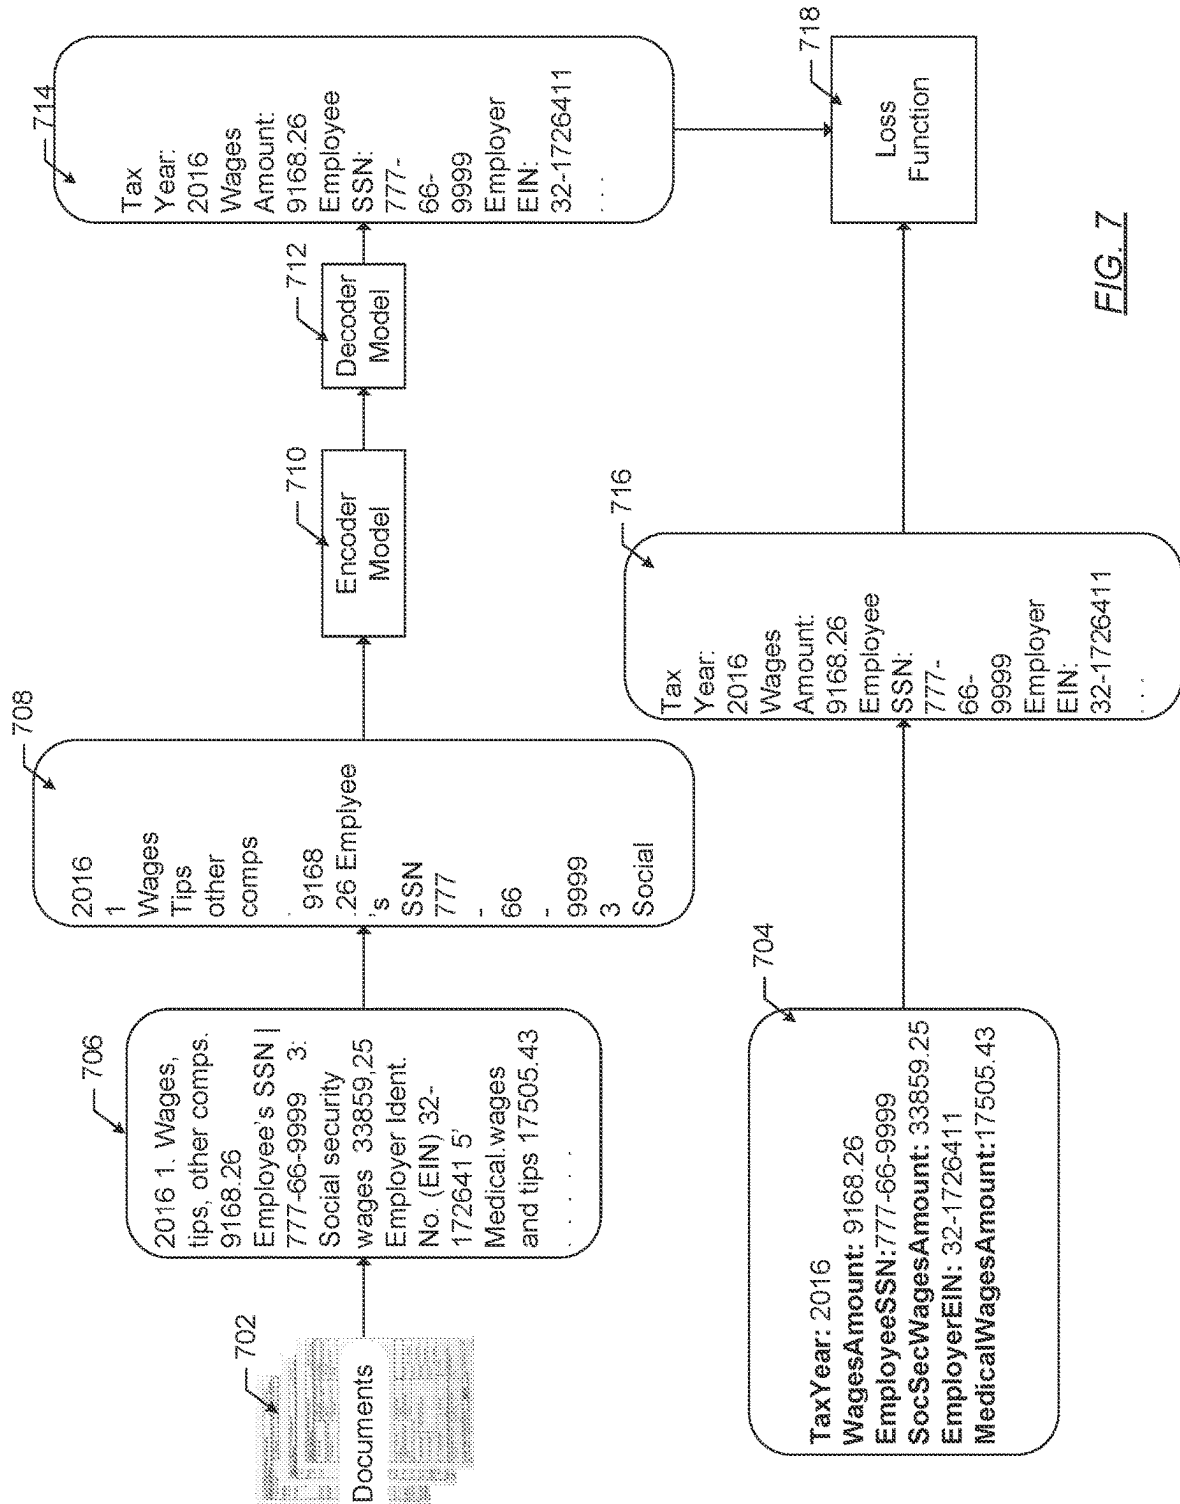 702
Documents
706
2016 1. Wages,
tips, other comps.
9168.26
Employee's SSN |
777-66-9999 3:
Social security
wages 33859,25
Employer Ident.
No. (EIN) 32-
172641 5'
Medical.wages
and tips 17505.43
. . . . .
708
2016
1
Wages
Tips
other
comps
. 9168
.26 Emplyee
's
SSN
777
-
66
-
9999
3
Social
710
Encoder
Model
712
Decoder
Model
714
Tax
Year:
2016
Wages
Amount:
9168.26
Employee
SSN:
777-
66-
9999
Employer
EIN:
32-1726411
. . .
704
TaxYear: 2016
WagesAmount: 9168.26
EmployeeSSN:777-66-9999
SocSecWagesAmount: 33859.25
EmployerEIN: 32-1726411
MedicalWagesAmount:17505.43
716
Tax
Year:
2016
Wages
Amount:
9168.26
Employee
SSN:
777-
66-
9999
Employer
EIN:
32-1726411
. . .
718
Loss
Function
FIG. 7